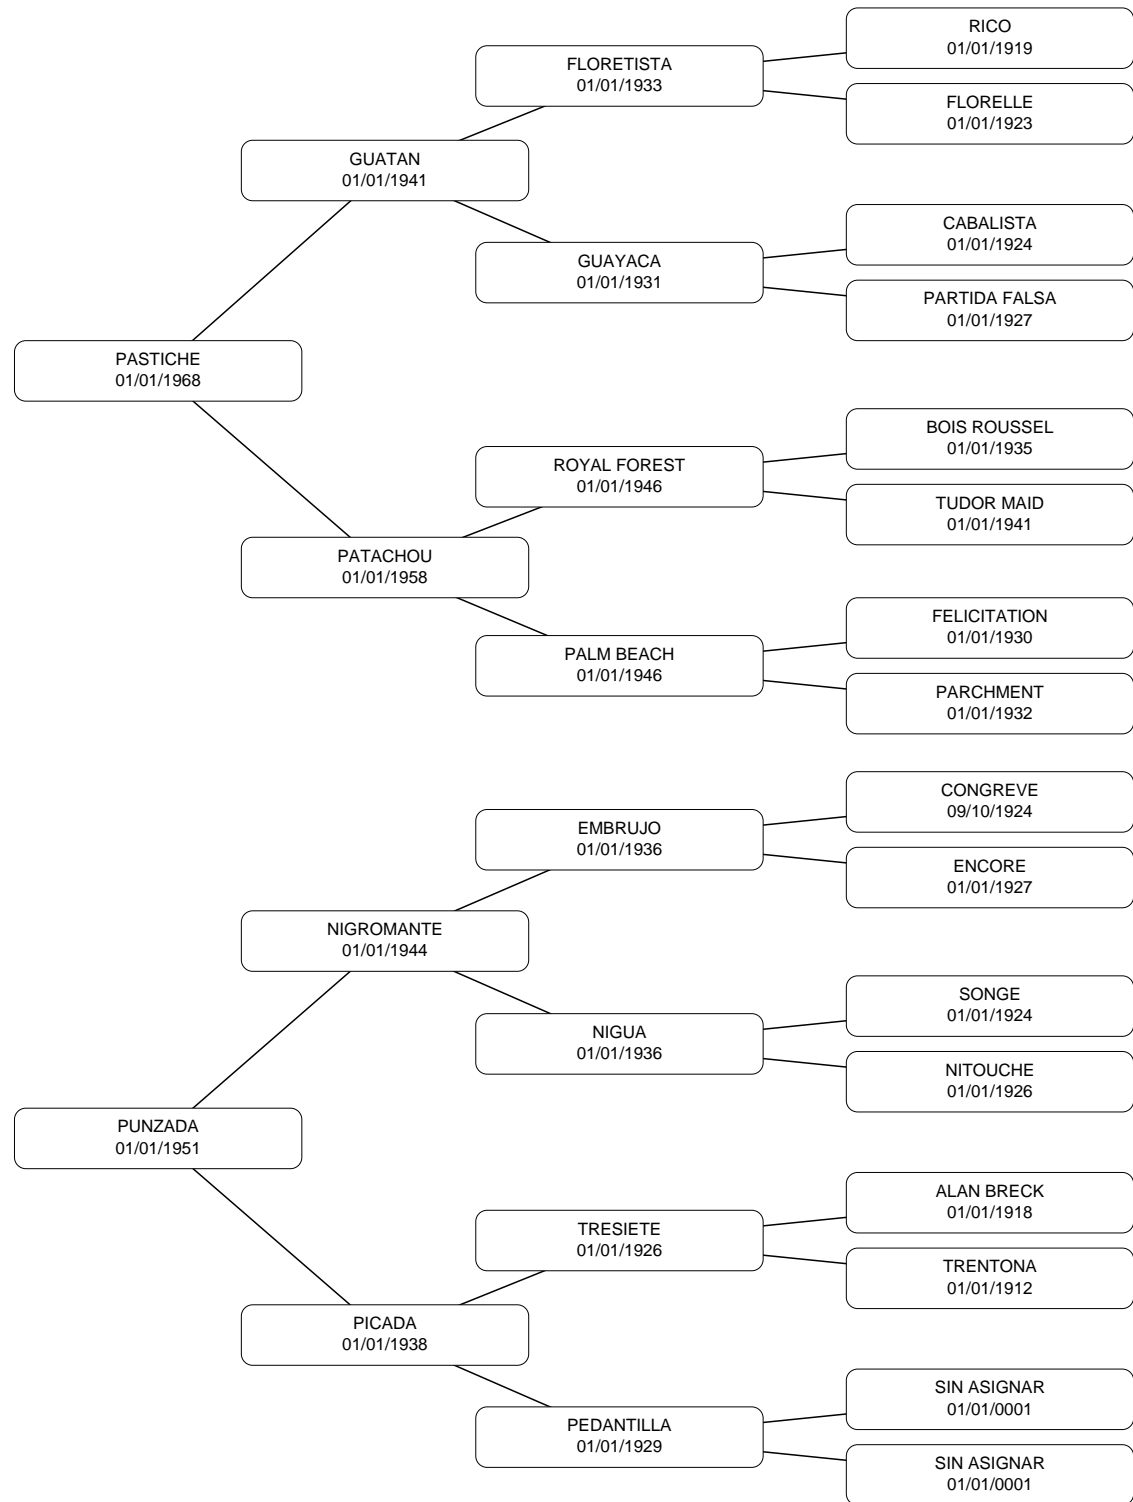 RICO
01/01/1919
FLORETISTA
01/01/1933
FLORELLE
01/01/1923
GUATAN
01/01/1941
CABALISTA
01/01/1924
GUAYACA
01/01/1931
PARTIDA FALSA
01/01/1927
PASTICHE
01/01/1968
BOIS ROUSSEL
01/01/1935
ROYAL FOREST
01/01/1946
TUDOR MAID
01/01/1941
PATACHOU
01/01/1958
FELICITATION
01/01/1930
PALM BEACH
01/01/1946
PARCHMENT
01/01/1932
CONGREVE
09/10/1924
EMBRUJO
01/01/1936
ENCORE
01/01/1927
NIGROMANTE
01/01/1944
SONGE
01/01/1924
NIGUA
01/01/1936
NITOUCHE
01/01/1926
PUNZADA
01/01/1951
ALAN BRECK
01/01/1918
TRESIETE
01/01/1926
TRENTONA
01/01/1912
PICADA
01/01/1938
SIN ASIGNAR
01/01/0001
PEDANTILLA
01/01/1929
SIN ASIGNAR
01/01/0001